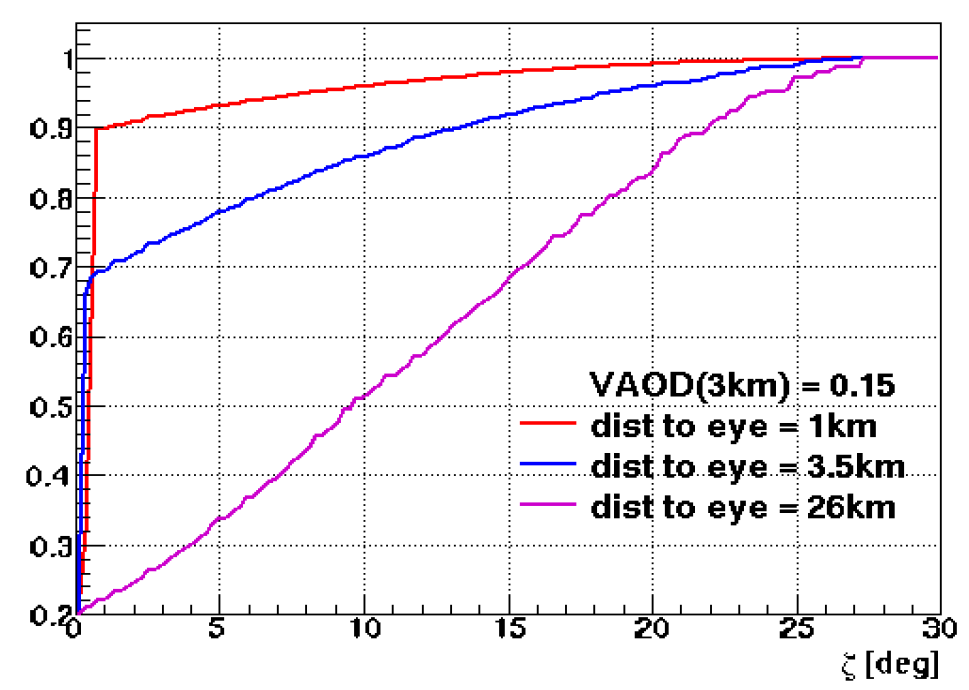 1
0.9
0.8
0.7
0.6
0.5
0.4
0.3
0.2
VAOD(3km) = 0.15
dist to eye = 1km
dist to eye = 3.5km
dist to eye = 26km
0 5 10 15 20 25 30
ζ [deg]